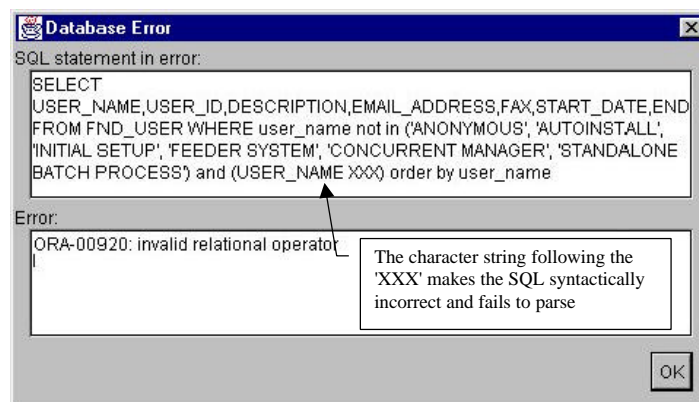 Database Error
SQL statement in error:
SELECT
USER_NAME,USER_ID,DESCRIPTION,EMAIL_ADDRESS,FAX,START_DATE,END
FROM FND_USER WHERE user_name not in ('ANONYMOUS', 'AUTOINSTALL',
'INITIAL SETUP', 'FEEDER SYSTEM', 'CONCURRENT MANAGER', 'STANDALONE
BATCH PROCESS') and (USER_NAME XXX) order by user_name
Error:
ORA-00920: invalid relational operator
The character string following the
'XXX' makes the SQL syntactically
incorrect and fails to parse
OK